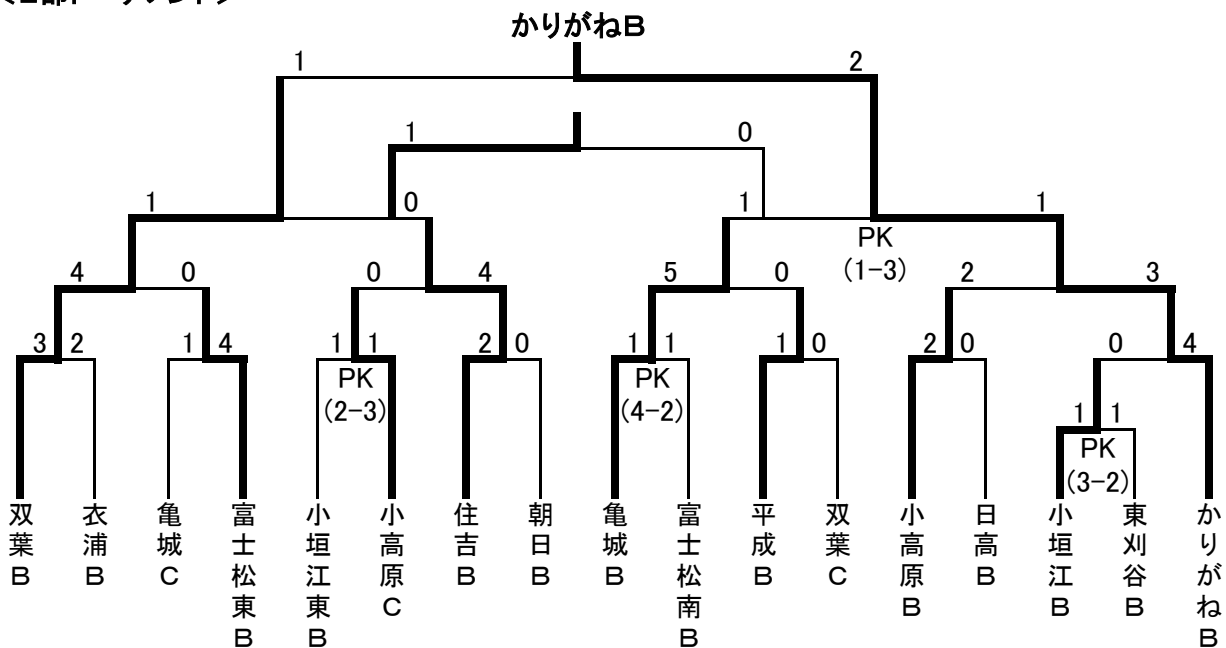 かりがねB
1 2
1 0
1 0 1 1
PK
(1-3)
4 0 0 4 5 0 2 3
3 2 1 4 1 1 2 0 1 1 1 0 2 0 0 4
PK PK
(2-3) (4-2)
1 1
PK
(3-2)
双葉B
衣浦B
亀城C
富士松東B
小垣江東B
小高原C
住吉B
朝日B
亀城B
富士松南B
平成B
双葉C
小高原B
日高B
小垣江B
東刈谷B
かりがねB